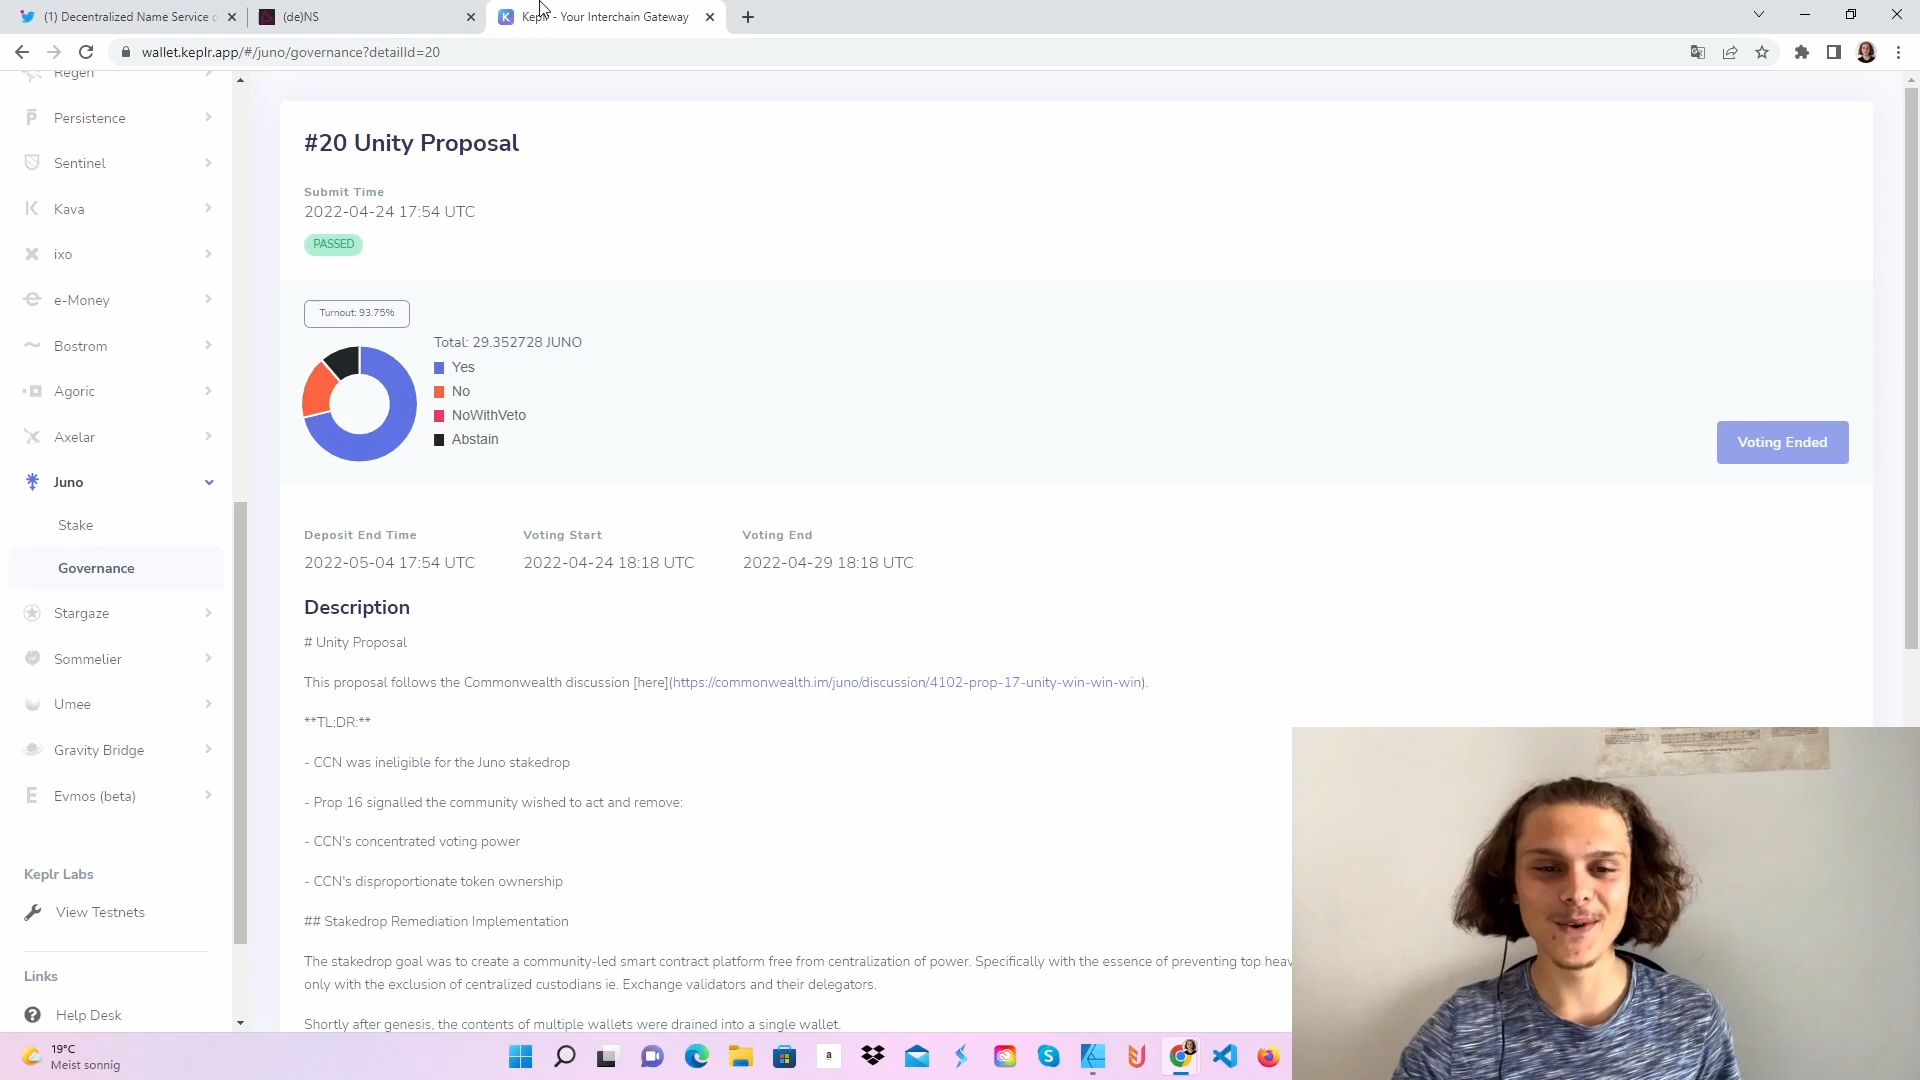 (1) Decentralized Name Service
(de)NS
Keplr - Your Interchain Gateway
wallet.keplr.app/#/juno/governance?detailId=20
Regen
Persistence
Sentinel
Kava
ixo
e-Money
Bostrom
Agoric
Axelar
Juno
Stake
Governance
Stargaze
Sommelier
Umee
Gravity Bridge
Evmos (beta)
Keplr Labs
View Testnets
Links
Help Desk
#20 Unity Proposal
Submit Time
2022-04-24 17:54 UTC
PASSED
Turnout: 93.75%
Total: 29.352728 JUNO
Yes
No
NoWithVeto
Abstain
Voting Ended
Deposit End Time Voting Start Voting End
2022-05-04 17:54 UTC 2022-04-24 18:18 UTC 2022-04-29 18:18 UTC
Description
# Unity Proposal
This proposal follows the Commonwealth discussion [here](https://commonwealth.im/juno/discussion/4102-prop-17-unity-win-win-win).
**TL;DR:**
- CCN was ineligible for the Juno stakedrop
- Prop 16 signalled the community wished to act and remove:
- CCN's concentrated voting power
- CCN's disproportionate token ownership
## Stakedrop Remediation Implementation
The stakedrop goal was to create a community-led smart contract platform free from centralization of power. Specifically with the essence of preventing top
only with the exclusion of centralized custodians ie. Exchange validators and their delegators.
Shortly after genesis, the contents of multiple wallets were drained into a single wallet.
19°C
Meist sonnig